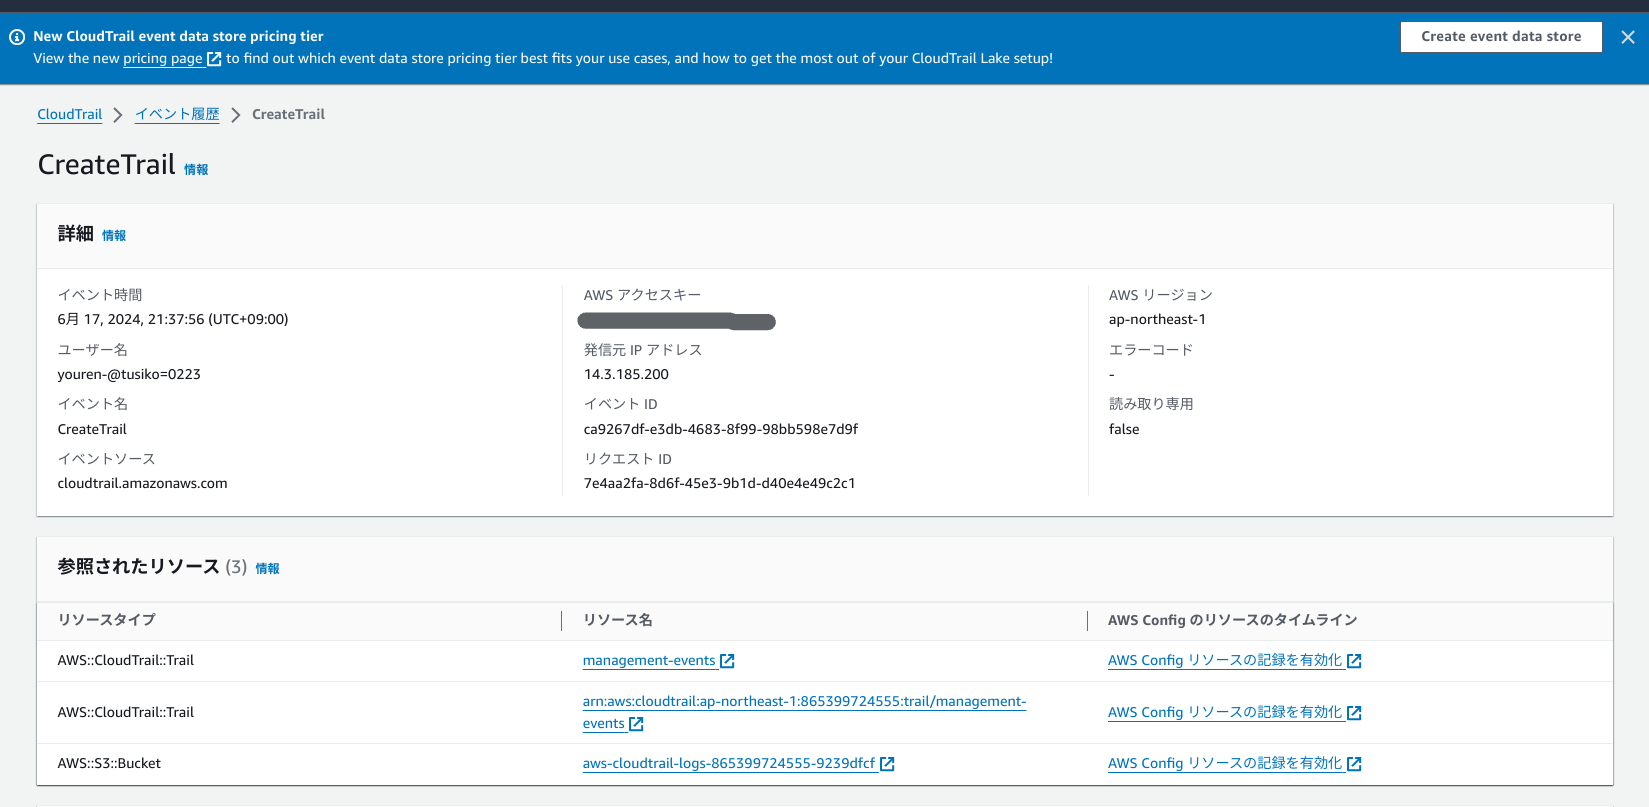 New CloudTrail event data store pricing tier
View the new pricing page to find out which event data store pricing tier best fits your use cases, and how to get the most out of your CloudTrail Lake setup!
Create event data store
CloudTrail > イベント履歴 > CreateTrail
CreateTrail 情報
詳細 情報
イベント時間
6月 17, 2024, 21:37:56 (UTC+09:00)
ユーザー名
youren-@tusiko=0223
イベント名
CreateTrail
イベントソース
cloudtrail.amazonaws.com
AWS アクセスキー
発信元 IP アドレス
14.3.185.200
イベント ID
ca9267df-e3db-4683-8f99-98bb598e7d9f
リクエスト ID
7e4aa2fa-8d6f-45e3-9b1d-d40e4e49c2c1
AWS リージョン
ap-northeast-1
エラーコード
-
読み取り専用
false
参照されたリソース (3) 情報
リソースタイプ リソース名 AWS Config のリソースのタイムライン
AWS::CloudTrail::Trail management-events AWS Config リソースの記録を有効化
AWS::CloudTrail::Trail arn:aws:cloudtrail:ap-northeast-1:865399724555:trail/management-
events AWS Config リソースの記録を有効化
AWS::S3::Bucket aws-cloudtrail-logs-865399724555-9239dfcf AWS Config リソースの記録を有効化